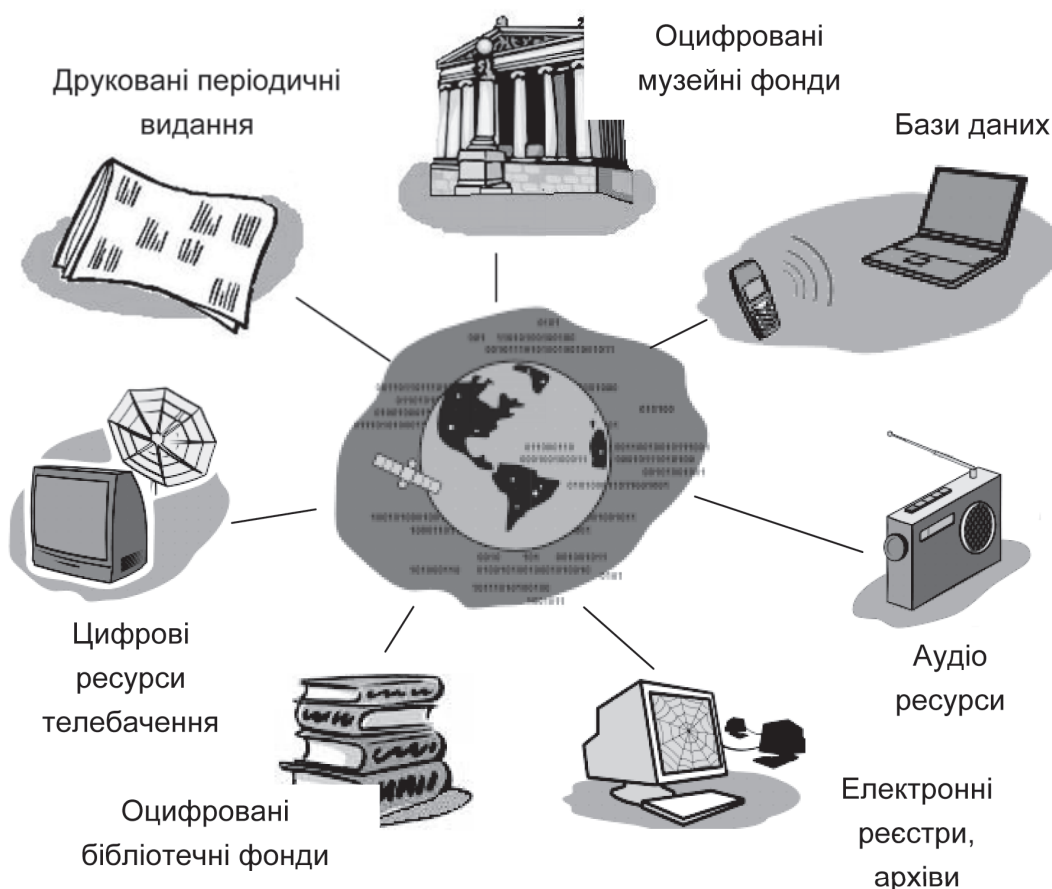 Друковані періодичні
видання
Оцифровані
музейні фонди
Бази даних
Цифрові
ресурси
телебачення
Аудіо
ресурси
Оцифровані
бібліотечні фонди
Електронні
реєстри,
архіви